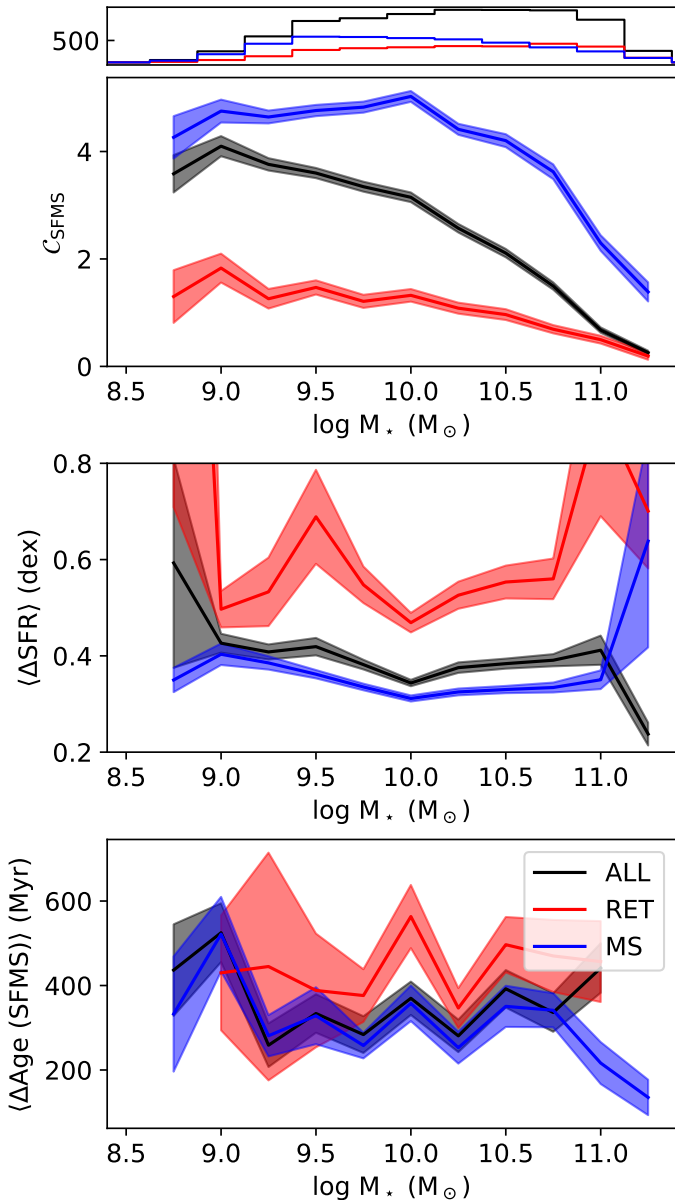 500
4
2
0
𝒞SFMS
8.5 9.0 9.5 10.0 10.5 11.0
log M⋆ (M⊙)
0.8
0.6
0.4
0.2
⟨ΔSFR⟩ (dex)
8.5 9.0 9.5 10.0 10.5 11.0
log M⋆ (M⊙)
600
400
200
⟨ΔAge (SFMS)⟩ (Myr)
ALL
RET
MS
8.5 9.0 9.5 10.0 10.5 11.0
log M⋆ (M⊙)